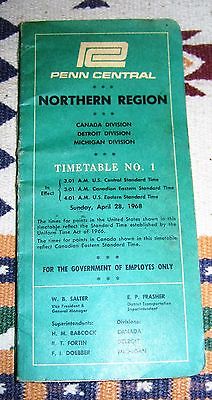 PENN CENTRAL
NORTHERN REGION
CANADA DIVISION
DETROIT DIVISION
MICHIGAN DIVISION
TIMETABLE NO. 1
In Effect
3.01 A.M. U.S. Central Standard Time
3.01 A.M. Canadian Eastern Standard Time
4.01 A.M. U.S. Eastern Standard Time
Sunday, April 28, 1968
The times for points in the United States shown in this
timetable reflect the Standard Time established by the
Uniform Time Act of 1966.
The times for points in Canada shown in this timetable
reflect Canadian Eastern Standard Time.
FOR THE GOVERNMENT OF EMPLOYES ONLY
W. B. SALTER
Vice President &
General Manager
E. P. FRASHER
District Transportation
Superintendent
Superintendents:
Divisions:
H. M. BABCOCK
CANADA
R. T. FORTIN
DETROIT
F. J. DOEBBER
MICHIGAN